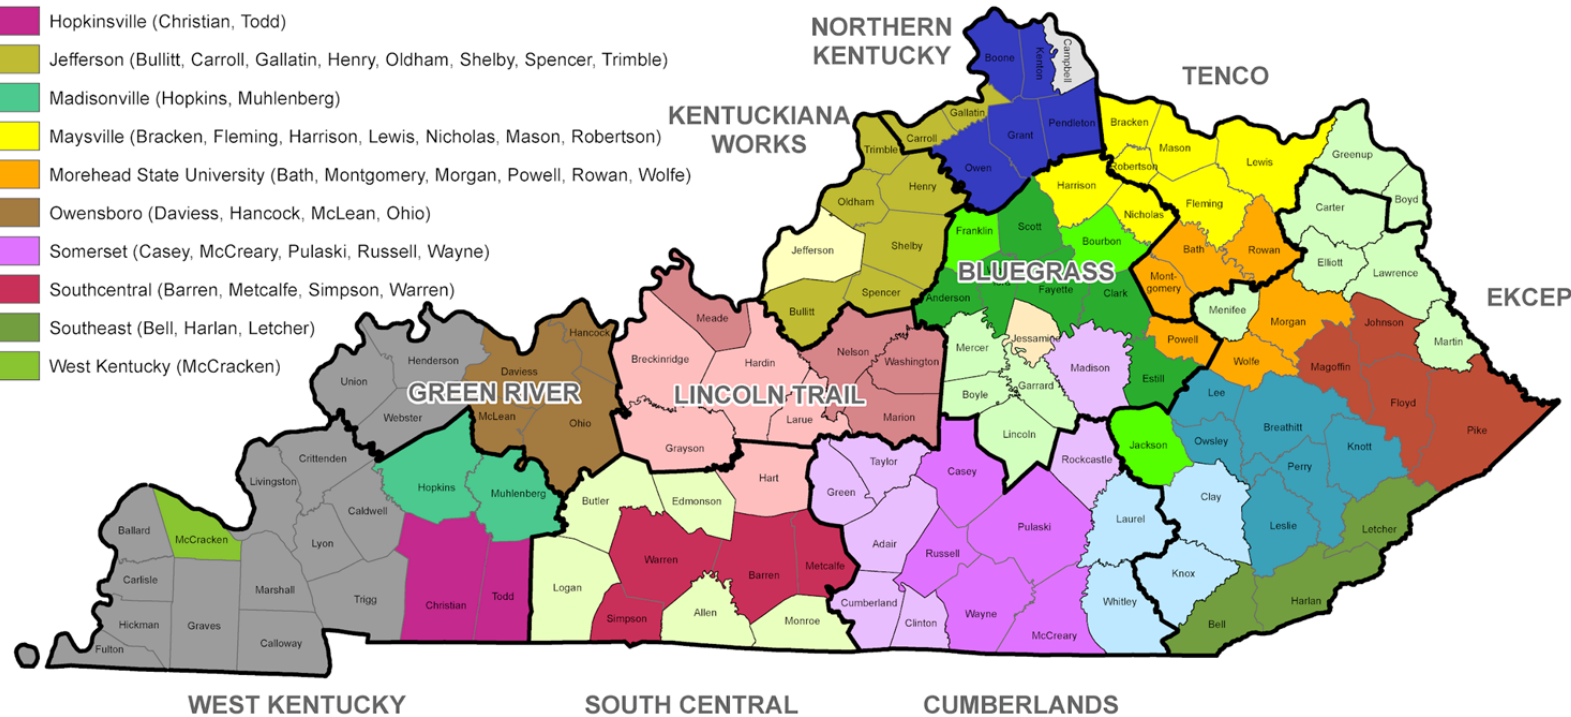 Hopkinsville (Christian, Todd)
Jefferson (Bullitt, Carroll, Gallatin, Henry, Oldham, Shelby, Spencer, Trimble)
Madisonville (Hopkins, Muhlenberg)
Maysville (Bracken, Fleming, Harrison, Lewis, Nicholas, Mason, Robertson)
Morehead State University (Bath, Montgomery, Morgan, Powell, Rowan, Wolfe)
Owensboro (Daviess, Hancock, McLean, Ohio)
Somerset (Casey, McCreary, Pulaski, Russell, Wayne)
Southcentral (Barren, Metcalfe, Simpson, Warren)
Southeast (Bell, Harlan, Letcher)
West Kentucky (McCracken)
NORTHERN
KENTUCKY
Boone
Kenton
Campbell
Gallatin
Grant
Pendleton
Owen
TENCO
Bracken
Mason
Robertson
Lewis
Fleming
Harrison
Nicholas
Greenup
Carter
Boyd
Elliott
Lawrence
Bath
Rowan
Mont-
gomery
Menifee
Morgan
Powell
Wolfe
EKCEP
Johnson
Martin
Magoffin
Floyd
Pike
KENTUCKIANA
WORKS
Carroll
Trimble
Henry
Oldham
Jefferson
Shelby
Spencer
Bullitt
BLUEGRASS
Franklin
Scott
Bourbon
Anderson
Fayette
Clark
Mercer
Jessamine
Madison
Estill
Boyle
Garrard
Lincoln
LINCOLN TRAIL
Meade
Breckinridge
Hardin
Nelson
Washington
Larue
Marion
Grayson
GREEN RIVER
Henderson
Union
Webster
Daviess
Hancock
McLean
Ohio
Lee
Breathitt
Owsley
Knott
Perry
Leslie
Letcher
Jackson
Clay
Laurel
Knox
Whitley
Harlan
Bell
Rockcastle
Casey
Taylor
Green
Pulaski
Adair
Russell
Cumberland
Clinton
Wayne
McCreary
CUMBERLANDS
Hart
Edmonson
Butler
Warren
Barren
Metcalfe
Logan
Simpson
Allen
Monroe
SOUTH CENTRAL
Hopkins
Muhlenberg
Crittenden
Livingston
Caldwell
Lyon
Ballard
McCracken
Carlisle
Marshall
Trigg
Christian
Todd
Hickman
Graves
Calloway
Fulton
WEST KENTUCKY